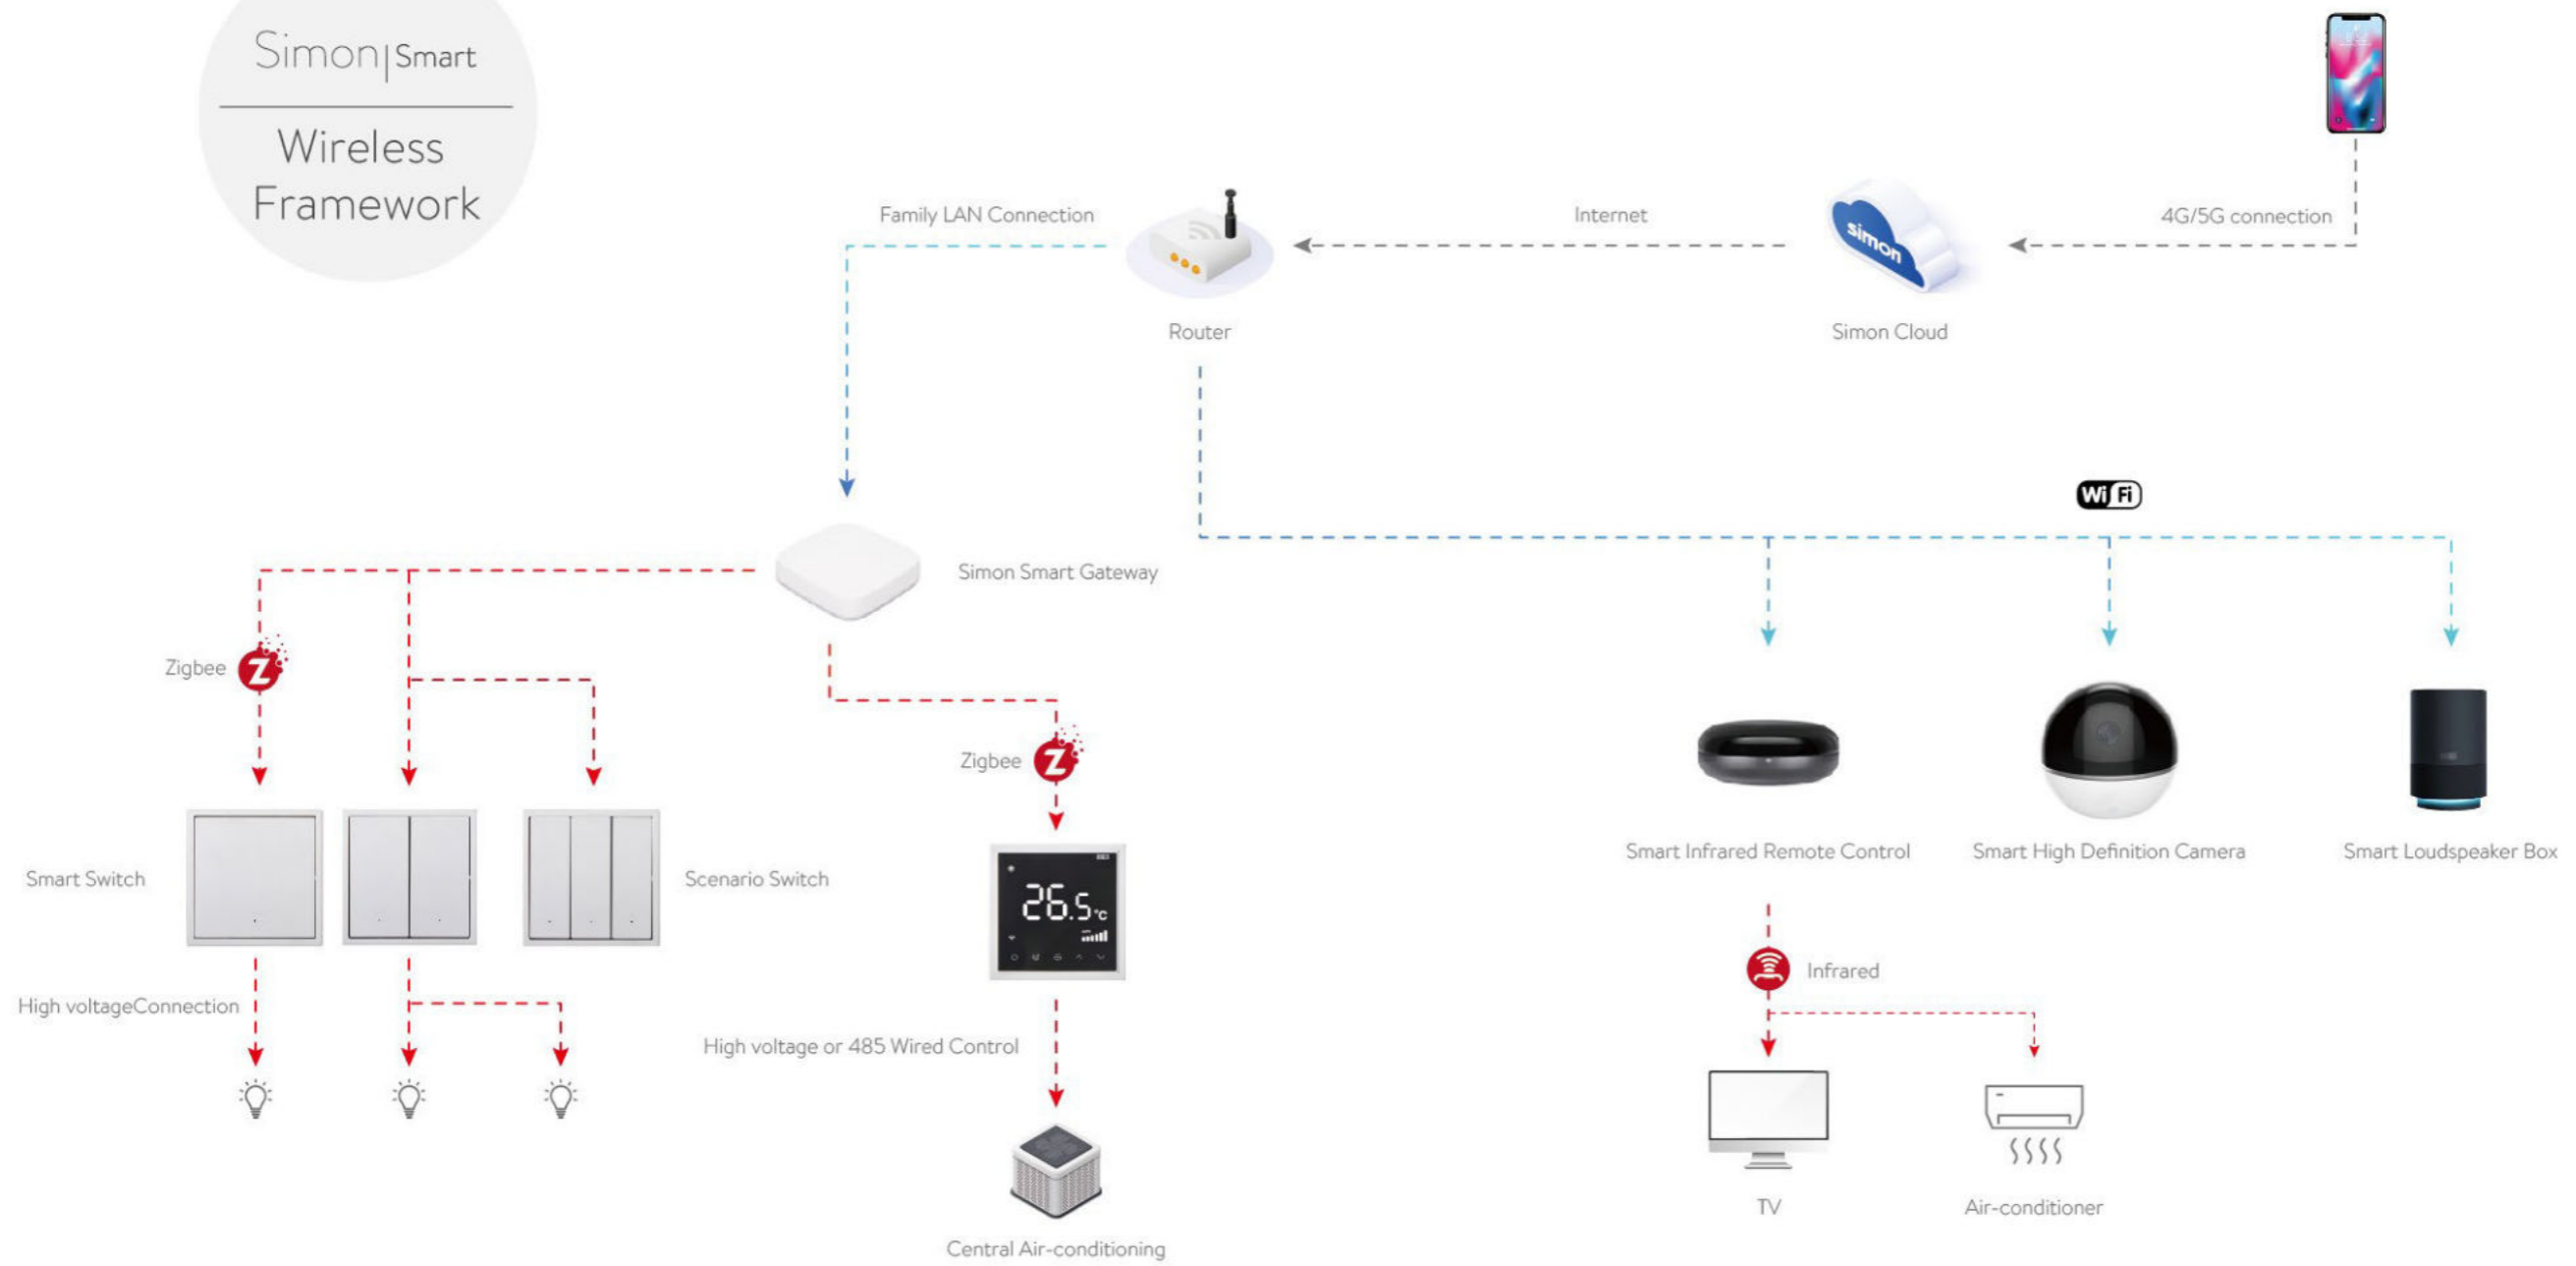 Simon|Smart
Wireless
Framework
Family LAN Connection
Internet
4G/5G connection
simon
Router
Simon Cloud
WiFi
Simon Smart Gateway
Zigbee
Z
Zigbee
Z
Smart Switch
Scenario Switch
26.5°C
Smart Infrared Remote Control
Smart High Definition Camera
Smart Loudspeaker Box
Infrared
High voltageConnection
High voltage or 485 Wired Control
TV
Air-conditioner
Central Air-conditioning